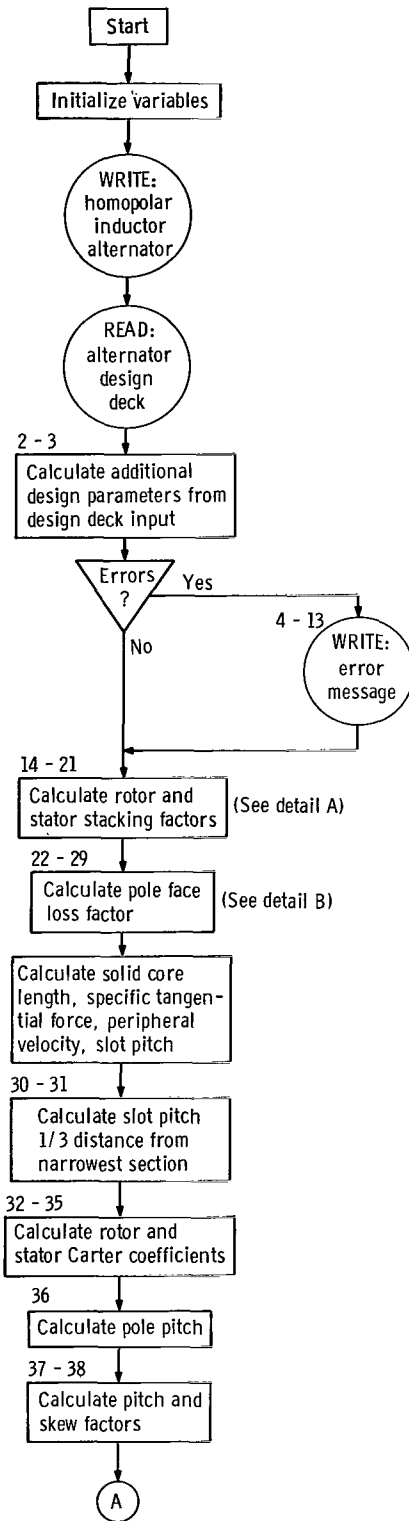 Start
Initialize variables
WRITE:
homopolar
inductor
alternator
READ:
alternator
design
deck
2 - 3
Calculate additional
design parameters from
design deck input
Errors
?
Yes
No
4 - 13
WRITE:
error
message
14 - 21
Calculate rotor and
stator stacking factors
(See detail A)
22 - 29
Calculate pole face
loss factor
(See detail B)
Calculate solid core
length, specific tangen-
tial force, peripheral
velocity, slot pitch
30 - 31
Calculate slot pitch
1/3 distance from
narrowest section
32 - 35
Calculate rotor and
stator Carter coefficients
36
Calculate pole pitch
37 - 38
Calculate pitch and
skew factors
A